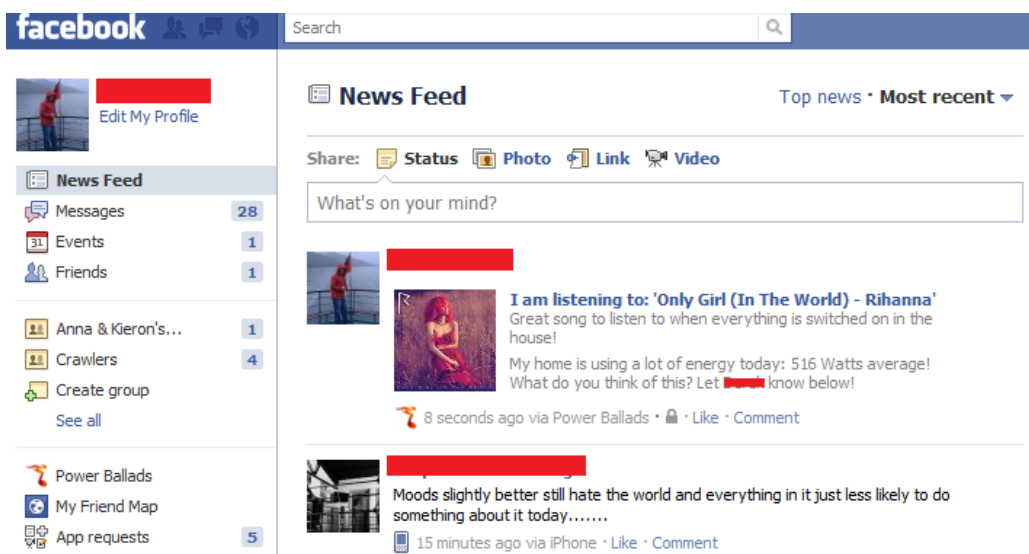 facebook
Search
Edit My Profile
News Feed
Messages 28
31 Events 1
Friends 1
Anna & Kieron's... 1
Crawlers 4
Create group
See all
Power Ballads
My Friend Map
App requests 5
News Feed
Top news · Most recent
Share: Status Photo Link Video
What's on your mind?
R
I am listening to: 'Only Girl (In The World) - Rihanna'
Great song to listen to when everything is switched on in the
house!
My home is using a lot of energy today: 516 Watts average!
What do you think of this? Let know below!
8 seconds ago via Power Ballads · Like · Comment
Moods slightly better still hate the world and everything in it just less likely to do
something about it today.......
15 minutes ago via iPhone · Like · Comment